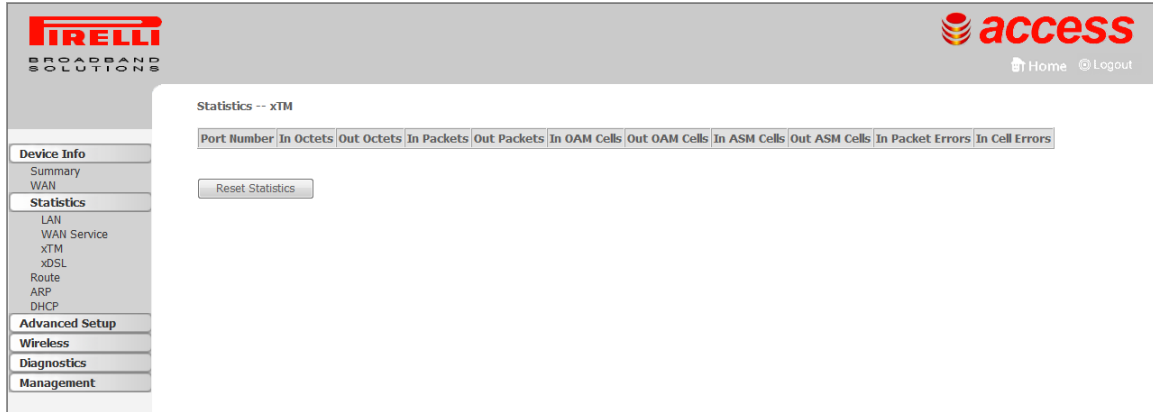 PIRELLI
BROADBAND
SOLUTIONS
access
Home Logout
Statistics -- xTM
Port Number In Octets Out Octets In Packets Out Packets In OAM Cells Out OAM Cells In ASM Cells Out ASM Cells In Packet Errors In Cell Errors
Reset Statistics
Device Info
Summary
WAN
Statistics
LAN
WAN Service
xTM
xDSL
Route
ARP
DHCP
Advanced Setup
Wireless
Diagnostics
Management